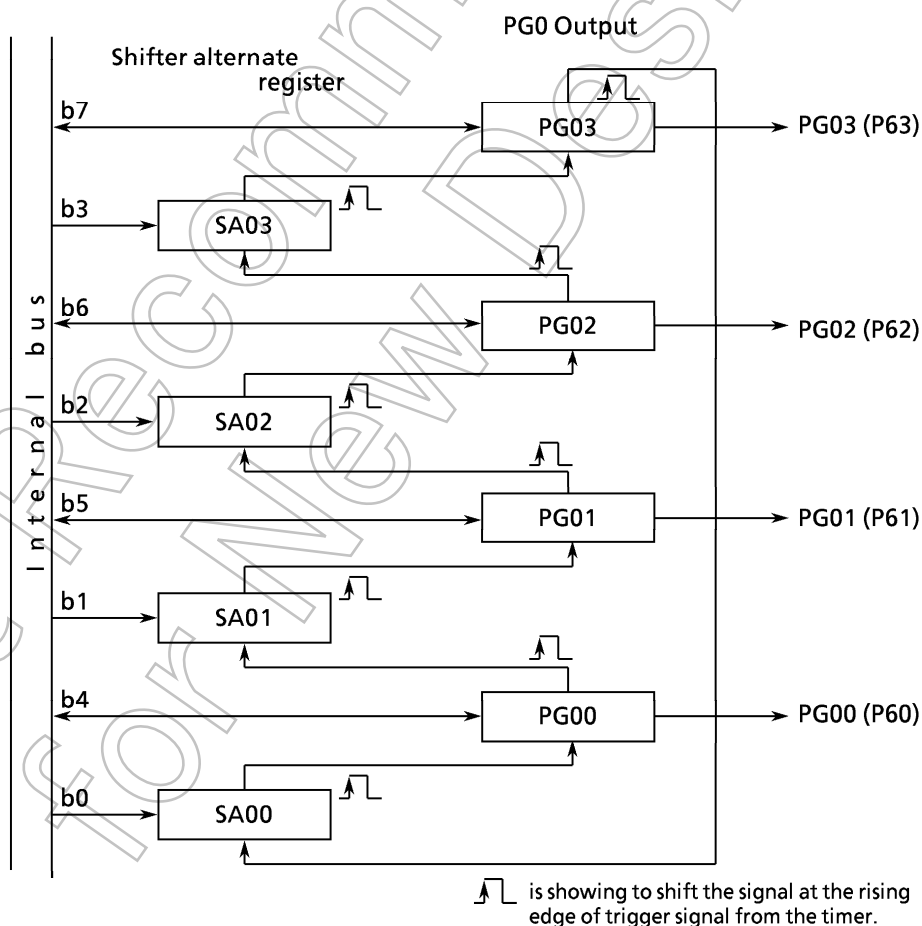 PG0 Output
Shifter alternate
register
b7
PG03
PG03 (P63)
b3
SA03
b6
PG02
PG02 (P62)
Internal bus
b2
SA02
b5
PG01
PG01 (P61)
b1
SA01
b4
PG00
PG00 (P60)
b0
SA00
is showing to shift the signal at the rising
edge of trigger signal from the timer.
for New